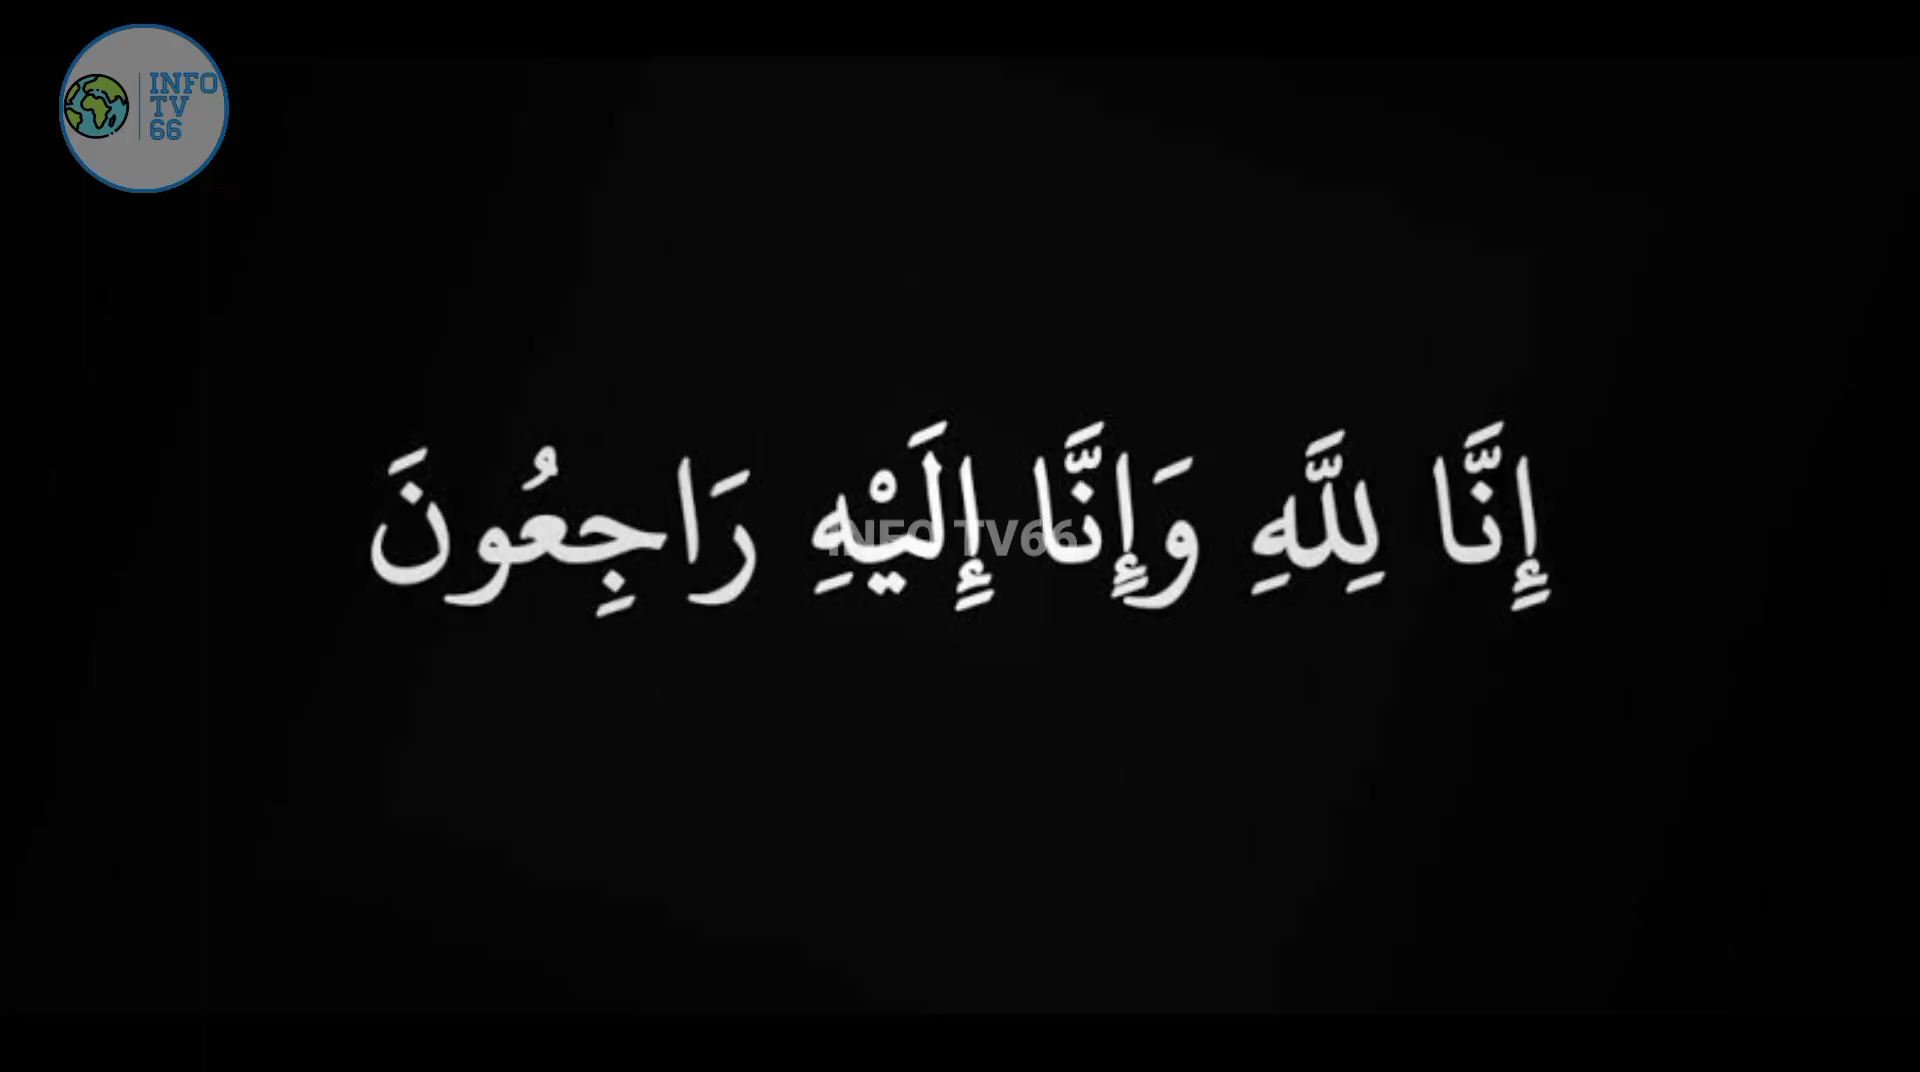 INFO
TV
66
إِنَّا لِلَّهِ وَإِنَّا إِلَيْهِ رَاجِعُونَ
INFO TV66